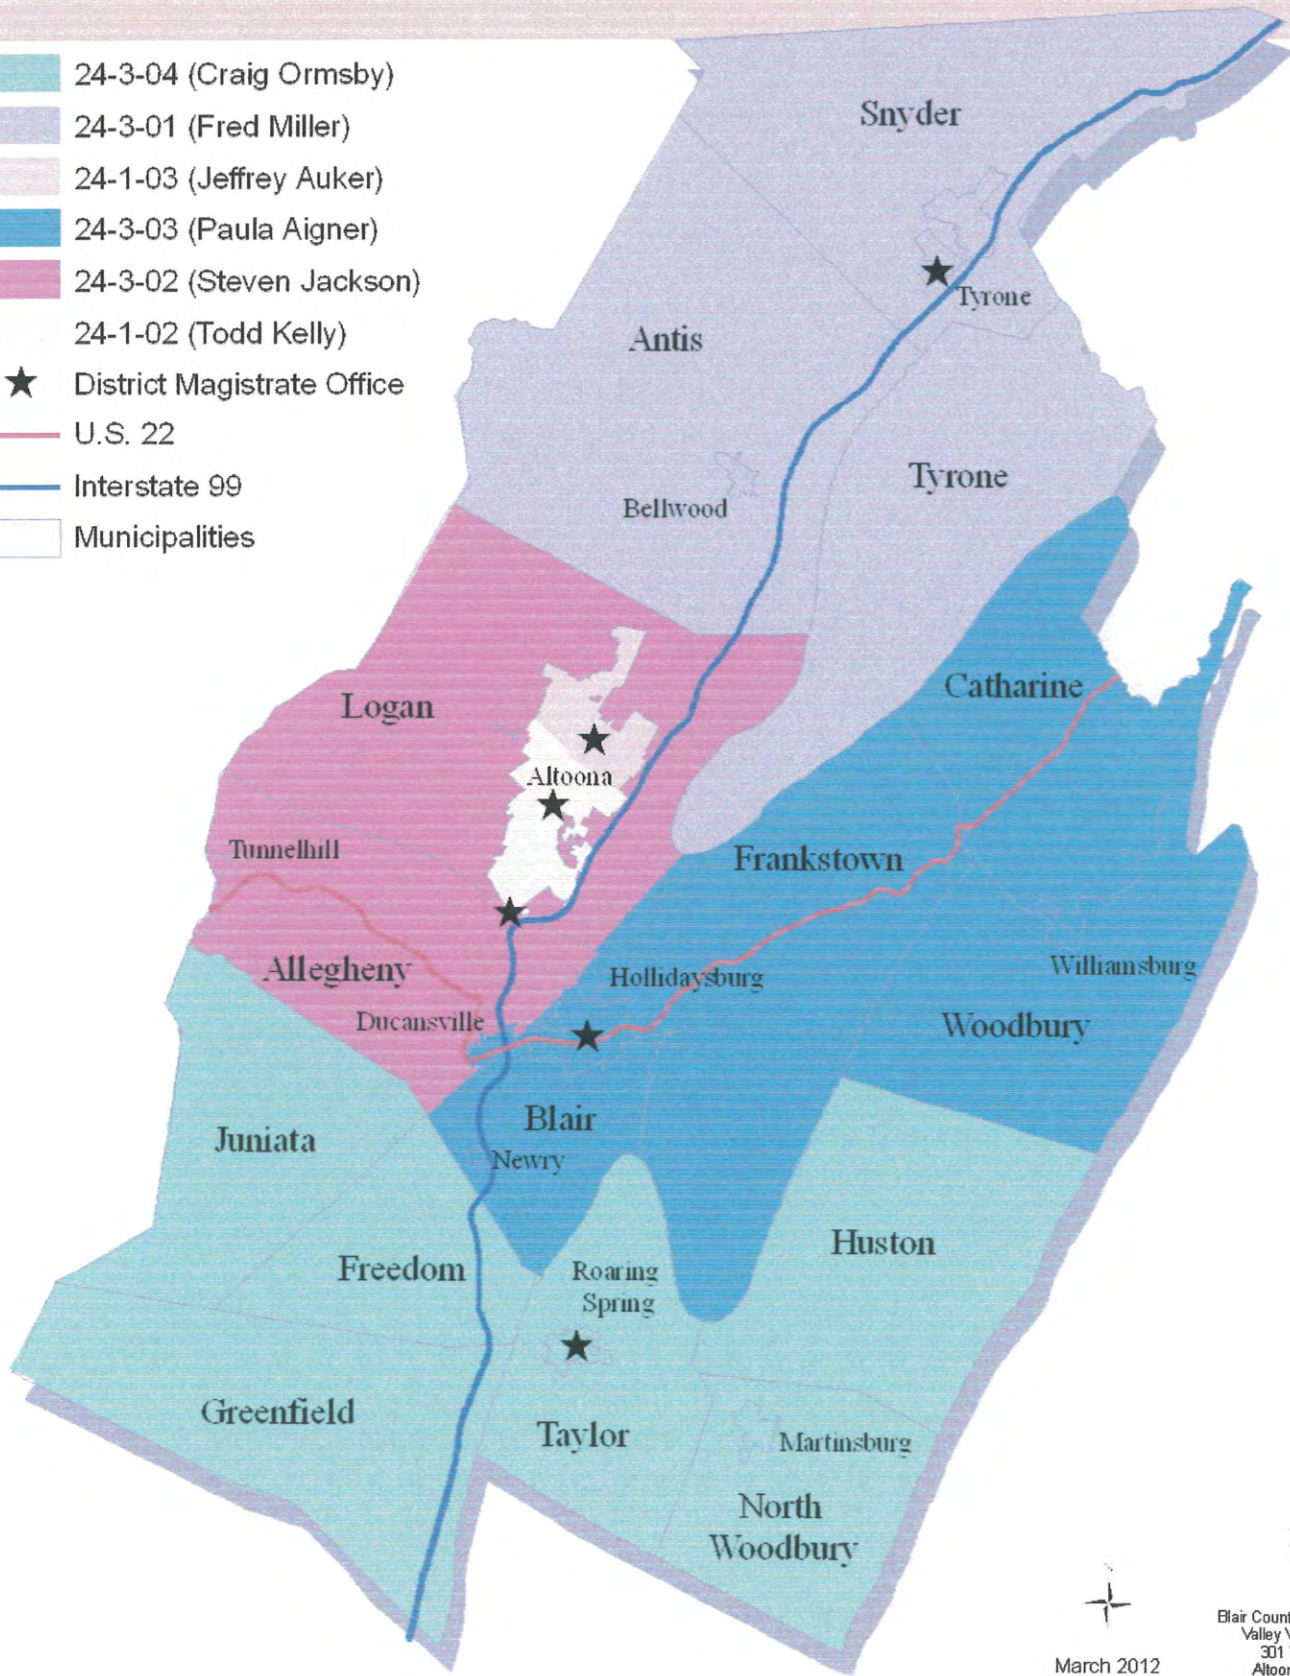 24-3-04 (Craig Ormsby)
24-3-01 (Fred Miller)
24-1-03 (Jeffrey Auker)
24-3-03 (Paula Aigner)
24-3-02 (Steven Jackson)
24-1-02 (Todd Kelly)
District Magistrate Office
U.S. 22
Interstate 99
Municipalities
Snyder
Tyrone
Antis
Tyrone
Bellwood
Catharine
Logan
Altoona
Tunnelhill
Frankstown
Allegheny
Hollidaysburg
Williamsburg
Ducansville
Woodbury
Blair
Juniata
Newry
Huston
Freedom
Roaring
Spring
Greenfield
Taylor
Martinsburg
North
Woodbury
March 2012
Blair Count
Valley V
301
Altoon